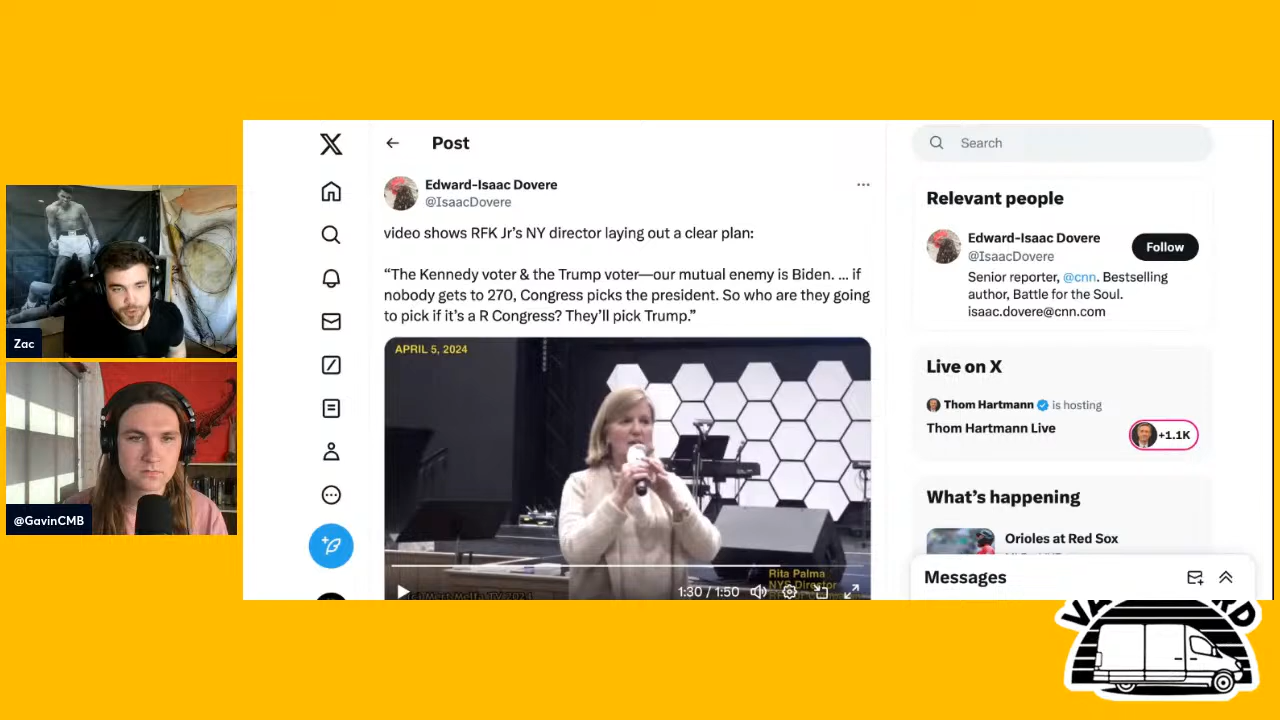 Zac
@GavinCMB
Post
Edward-Isaac Dovere
@IsaacDovere
video shows RFK Jr’s NY director laying out a clear plan:
“The Kennedy voter & the Trump voter—our mutual enemy is Biden. ... if
nobody gets to 270, Congress picks the president. So who are they going
to pick if it’s a R Congress? They’ll pick Trump.”
APRIL 5, 2024
Rita Palma
NYS Director
1:30 / 1:50
Search
Relevant people
Edward-Isaac Dovere
@IsaacDovere
Follow
Senior reporter, @cnn. Bestselling
author, Battle for the Soul.
isaac.dovere@cnn.com
Live on X
Thom Hartmann is hosting
Thom Hartmann Live
+1.1K
What’s happening
Orioles at Red Sox
Messages